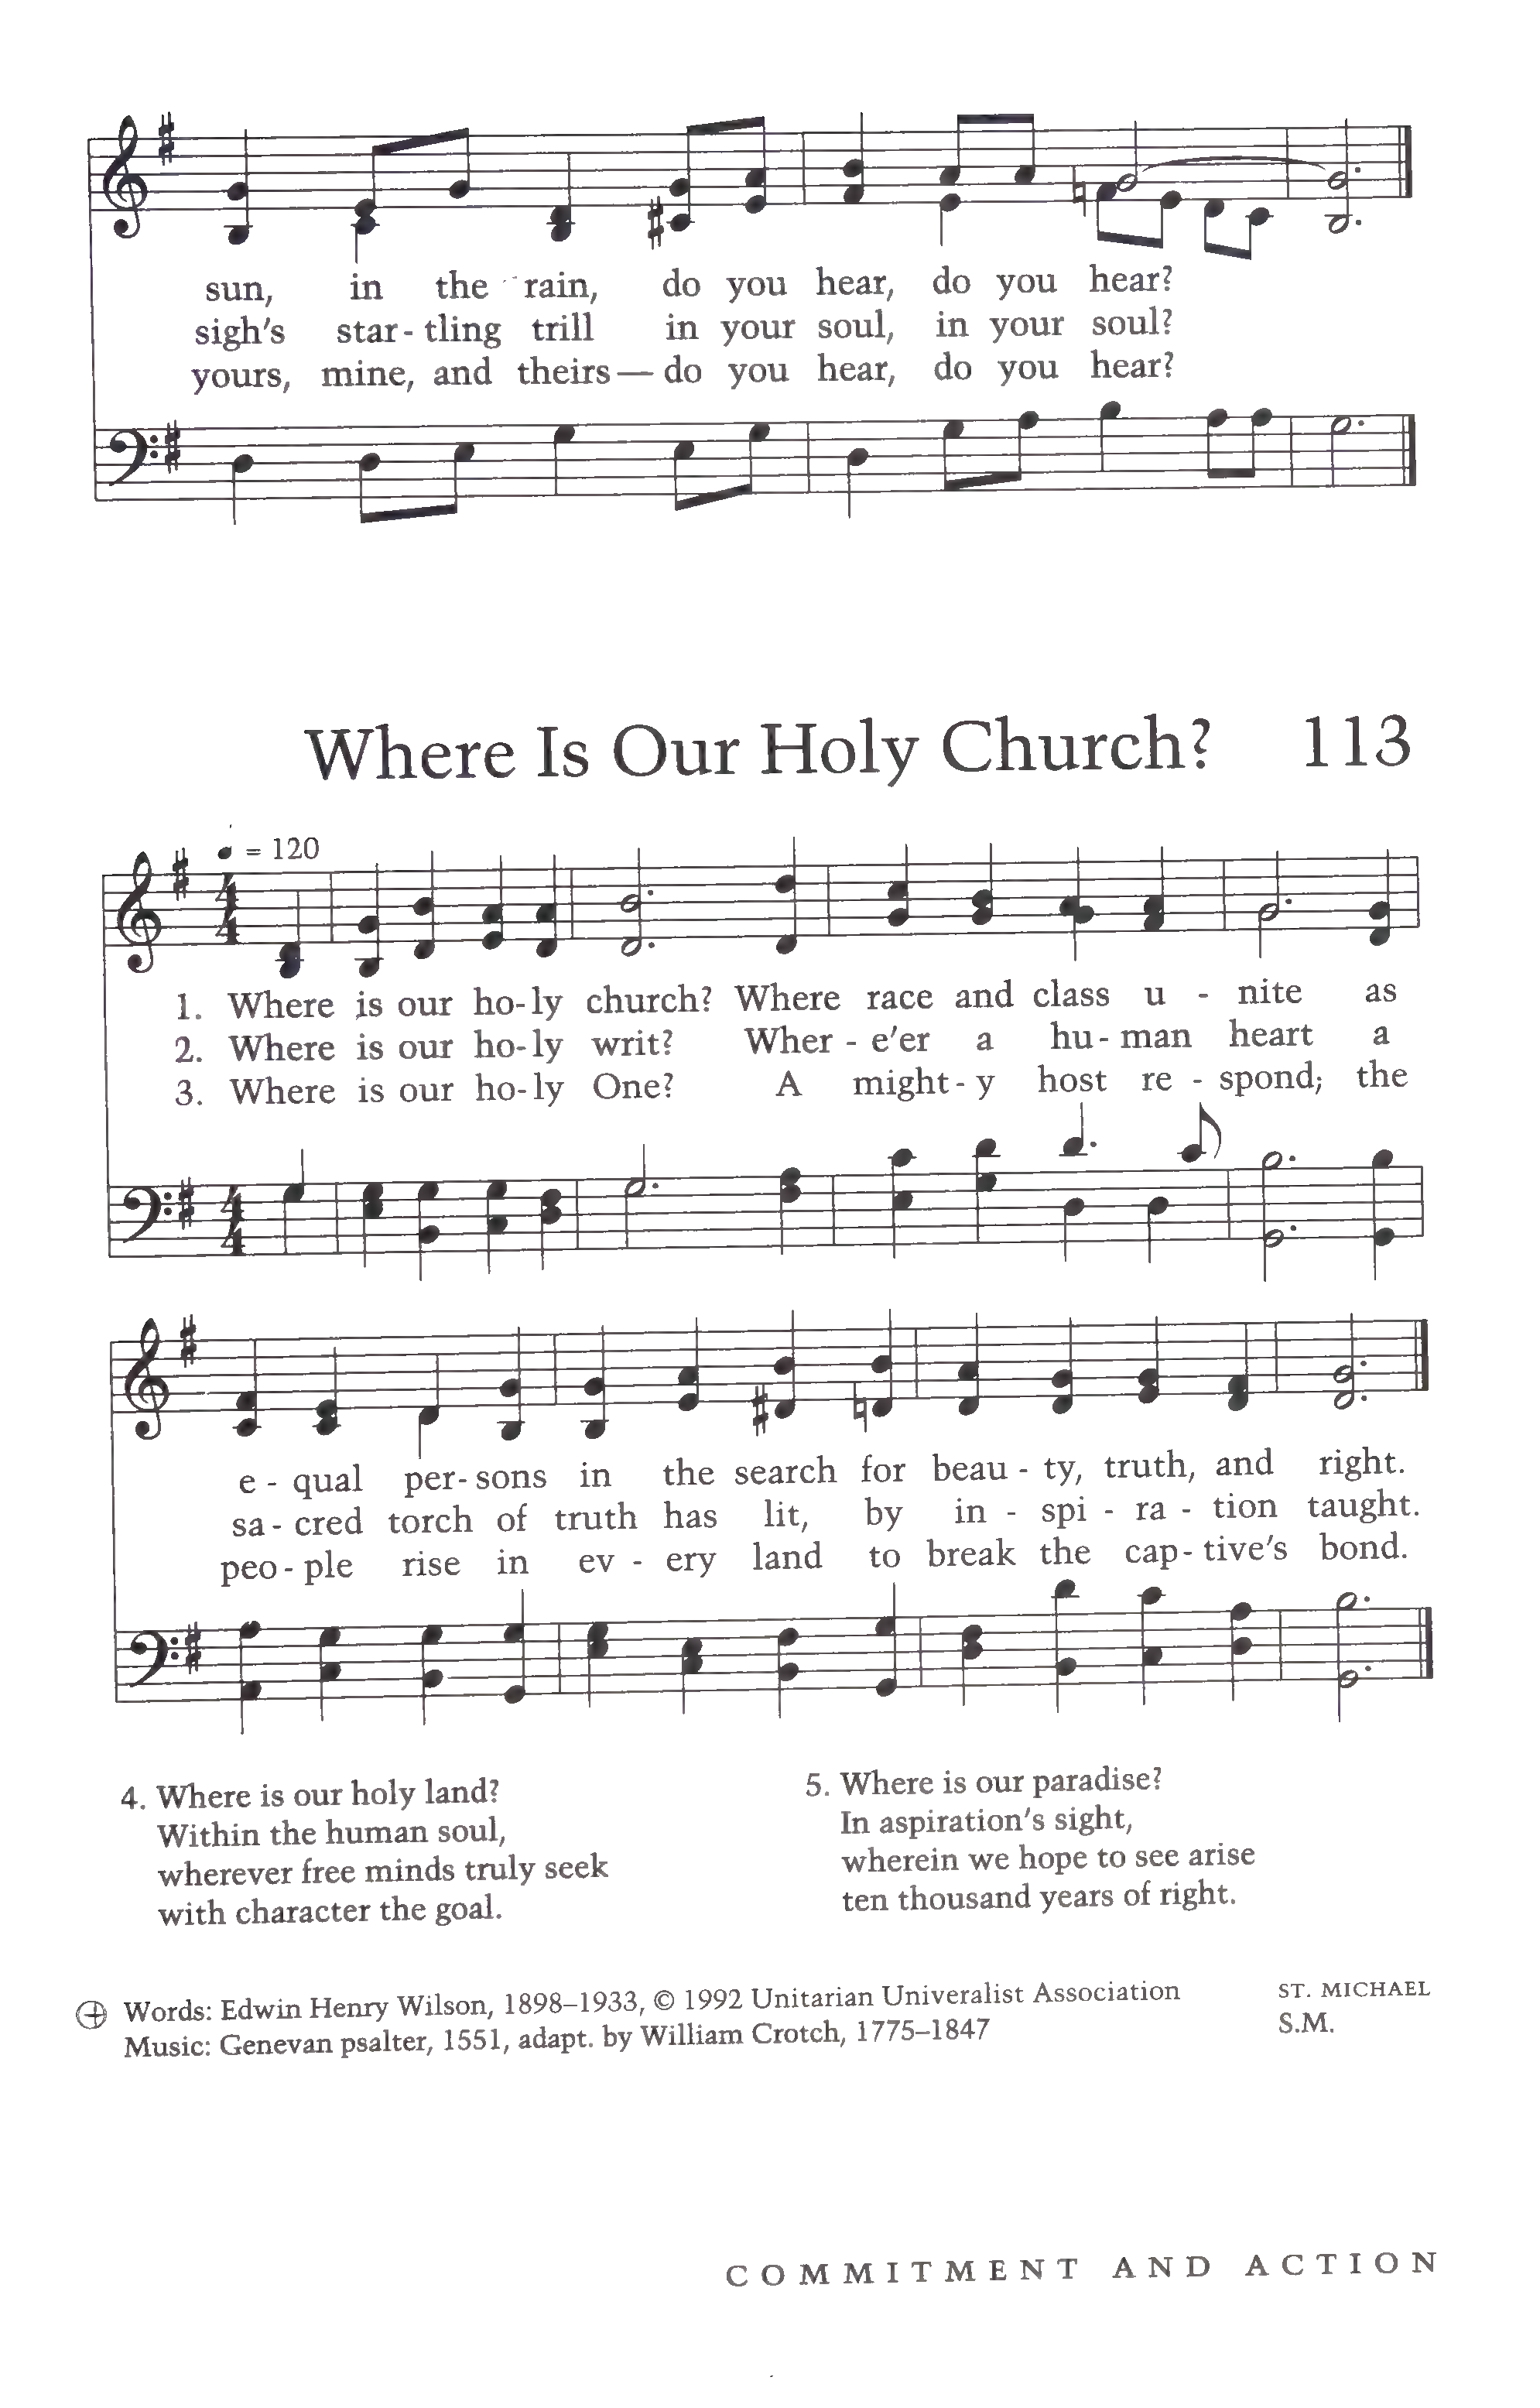 sun, in the rain, do you hear, do you hear?
sigh's star - tling trill in your soul, in your soul?
yours, mine, and theirs — do you hear, do you hear?
Where Is Our Holy Church? 113
♩ = 120
1. Where is our ho - ly church? Where race and class u - nite as
2. Where is our ho - ly writ? Wher - e'er a hu - man heart a
3. Where is our ho - ly One? A might - y host re - spond; the
e - qual per - sons in the search for beau - ty, truth, and right.
sa - cred torch of truth has lit, by in - spi - ra - tion taught.
peo - ple rise in ev - ery land to break the cap - tive's bond.
4. Where is our holy land?
Within the human soul,
wherever free minds truly seek
with character the goal.
5. Where is our paradise?
In aspiration's sight,
wherein we hope to see arise
ten thousand years of right.
Words: Edwin Henry Wilson, 1898–1933, © 1992 Unitarian Univeralist Association
Music: Genevan psalter, 1551, adapt. by William Crotch, 1775–1847
ST. MICHAEL
S.M.
COMMITMENT AND ACTION